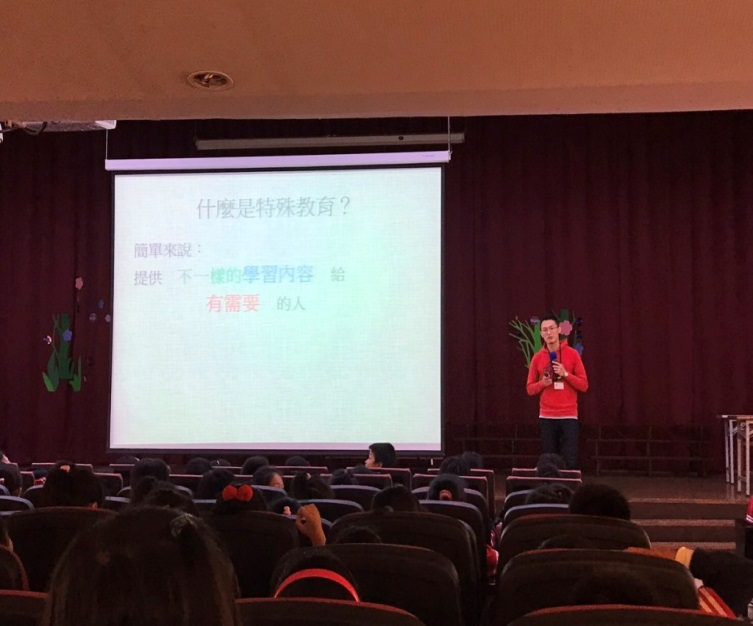 什麼是特殊教育？
簡單來說：
提供 不一樣的學習內容 給
有需要 的人